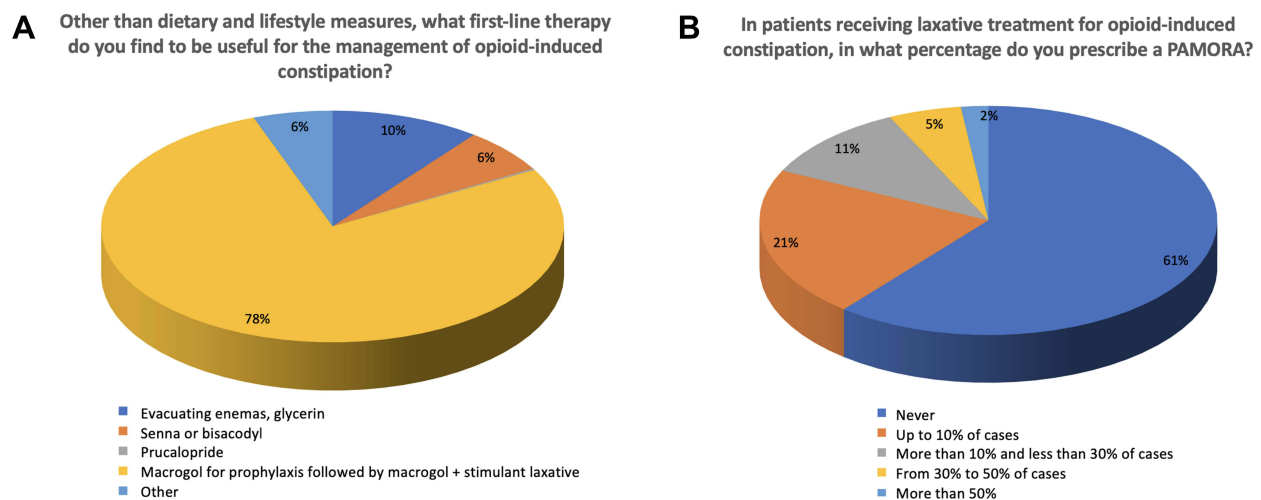 A
Other than dietary and lifestyle measures, what first-line therapy
do you find to be useful for the management of opioid-induced
constipation?
6%
10%
6%
78%
Evacuating enemas, glycerin
Senna or bisacodyl
Prucalopride
Macrogol for prophylaxis followed by macrogol + stimulant laxative
Other
B
In patients receiving laxative treatment for opioid-induced
constipation, in what percentage do you prescribe a PAMORA?
2%
5%
11%
21%
61%
Never
Up to 10% of cases
More than 10% and less than 30% of cases
From 30% to 50% of cases
More than 50%